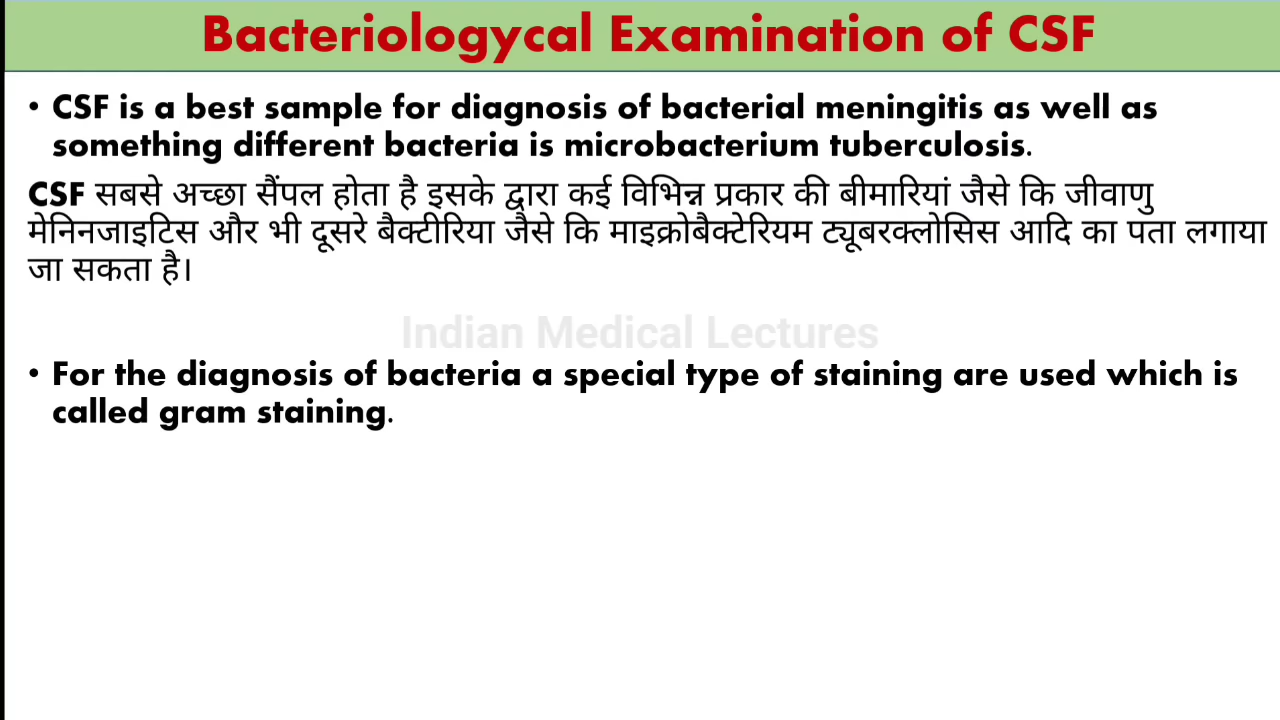 Bacteriologycal Examination of CSF
• CSF is a best sample for diagnosis of bacterial meningitis as well as
something different bacteria is microbacterium tuberculosis.
CSF सबसे अच्छा सैंपल होता है इसके द्वारा कई विभिन्न प्रकार की बीमारियां जैसे कि जीवाणु
मेनिनजाइटिस और भी दूसरे बैक्टीरिया जैसे कि माइक्रोबैक्टेरियम ट्यूबरक्लोसिस आदि का पता लगाया
जा सकता है।
Indian Medical Lectures
• For the diagnosis of bacteria a special type of staining are used which is
called gram staining.